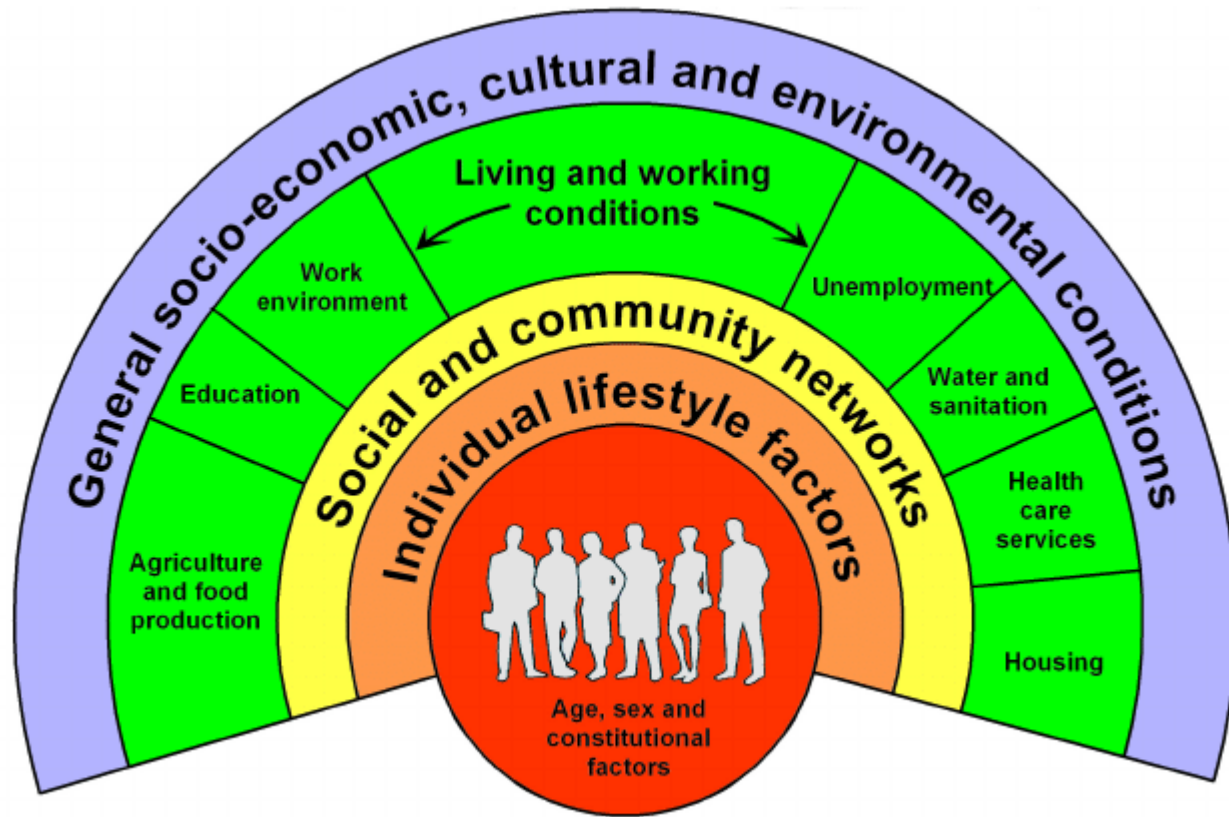 General socio-economic, cultural and environmental conditions
Living and working
conditions
Work
environment
Unemployment
Education
Water and
sanitation
Agriculture
and food
production
Health
care
services
Housing
Social and community networks
Individual lifestyle factors
Age, sex and
constitutional
factors